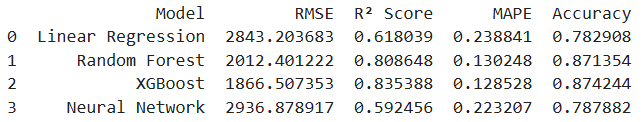 Model RMSE R² Score MAPE Accuracy
0 Linear Regression 2843.203683 0.618039 0.238841 0.782908
1 Random Forest 2012.401222 0.808648 0.130248 0.871354
2 XGBoost 1866.507353 0.835388 0.128528 0.874244
3 Neural Network 2936.878917 0.592456 0.223207 0.787882